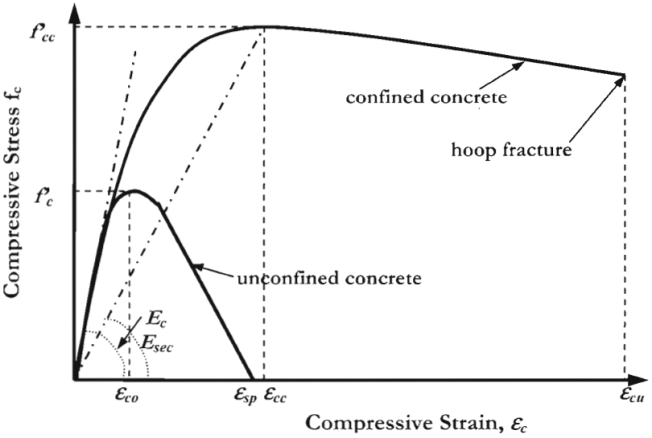 f'cc
confined concrete
hoop fracture
Compressive Stress fc
f'c
unconfined concrete
Ec
Esec
εco
εsp
εcc
εcu
Compressive Strain, εc